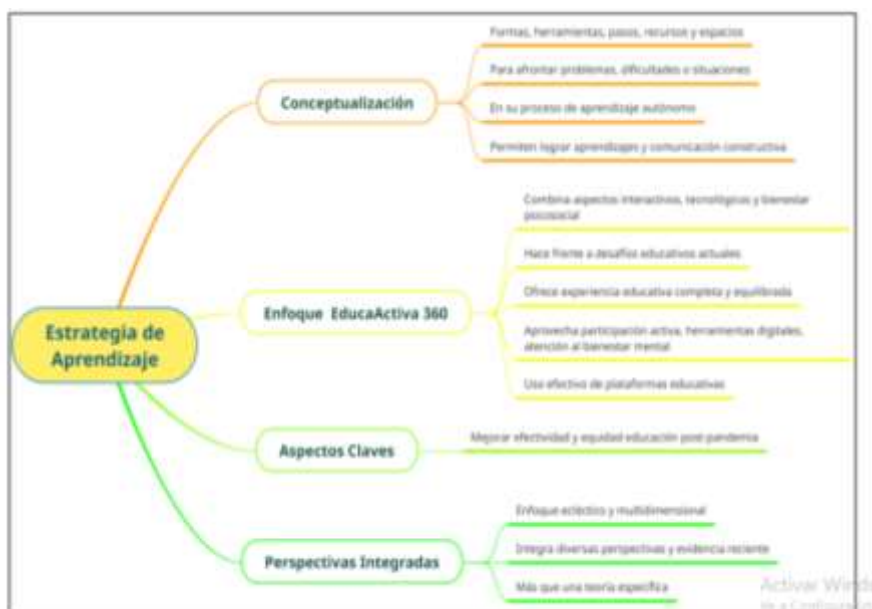 Formas, herramientas, pasos, recursos y espacios
Para afrontar problemas, dificultades o situaciones
Conceptualización
En su proceso de aprendizaje autónomo
Permiten lograr aprendizajes y comunicación constructiva
Combina aspectos interactivos, tecnológicos y bienestar
psicosocial
Hace frente a desafíos educativos actuales
Enfoque EducaActiva 360
Ofrece experiencia educativa completa y equilibrada
Estrategia de
Aprendizaje
Aprovecha participación activa, herramientas digitales,
atención al bienestar mental
Uso efectivo de plataformas educativas
Aspectos Claves
Mejorar efectividad y equidad educación post pandemia
Enfoque ecléctico y multidimensional
Perspectivas Integradas
Integra diversas perspectivas y evidencia reciente
Más que una teoría específica
Activar Windo